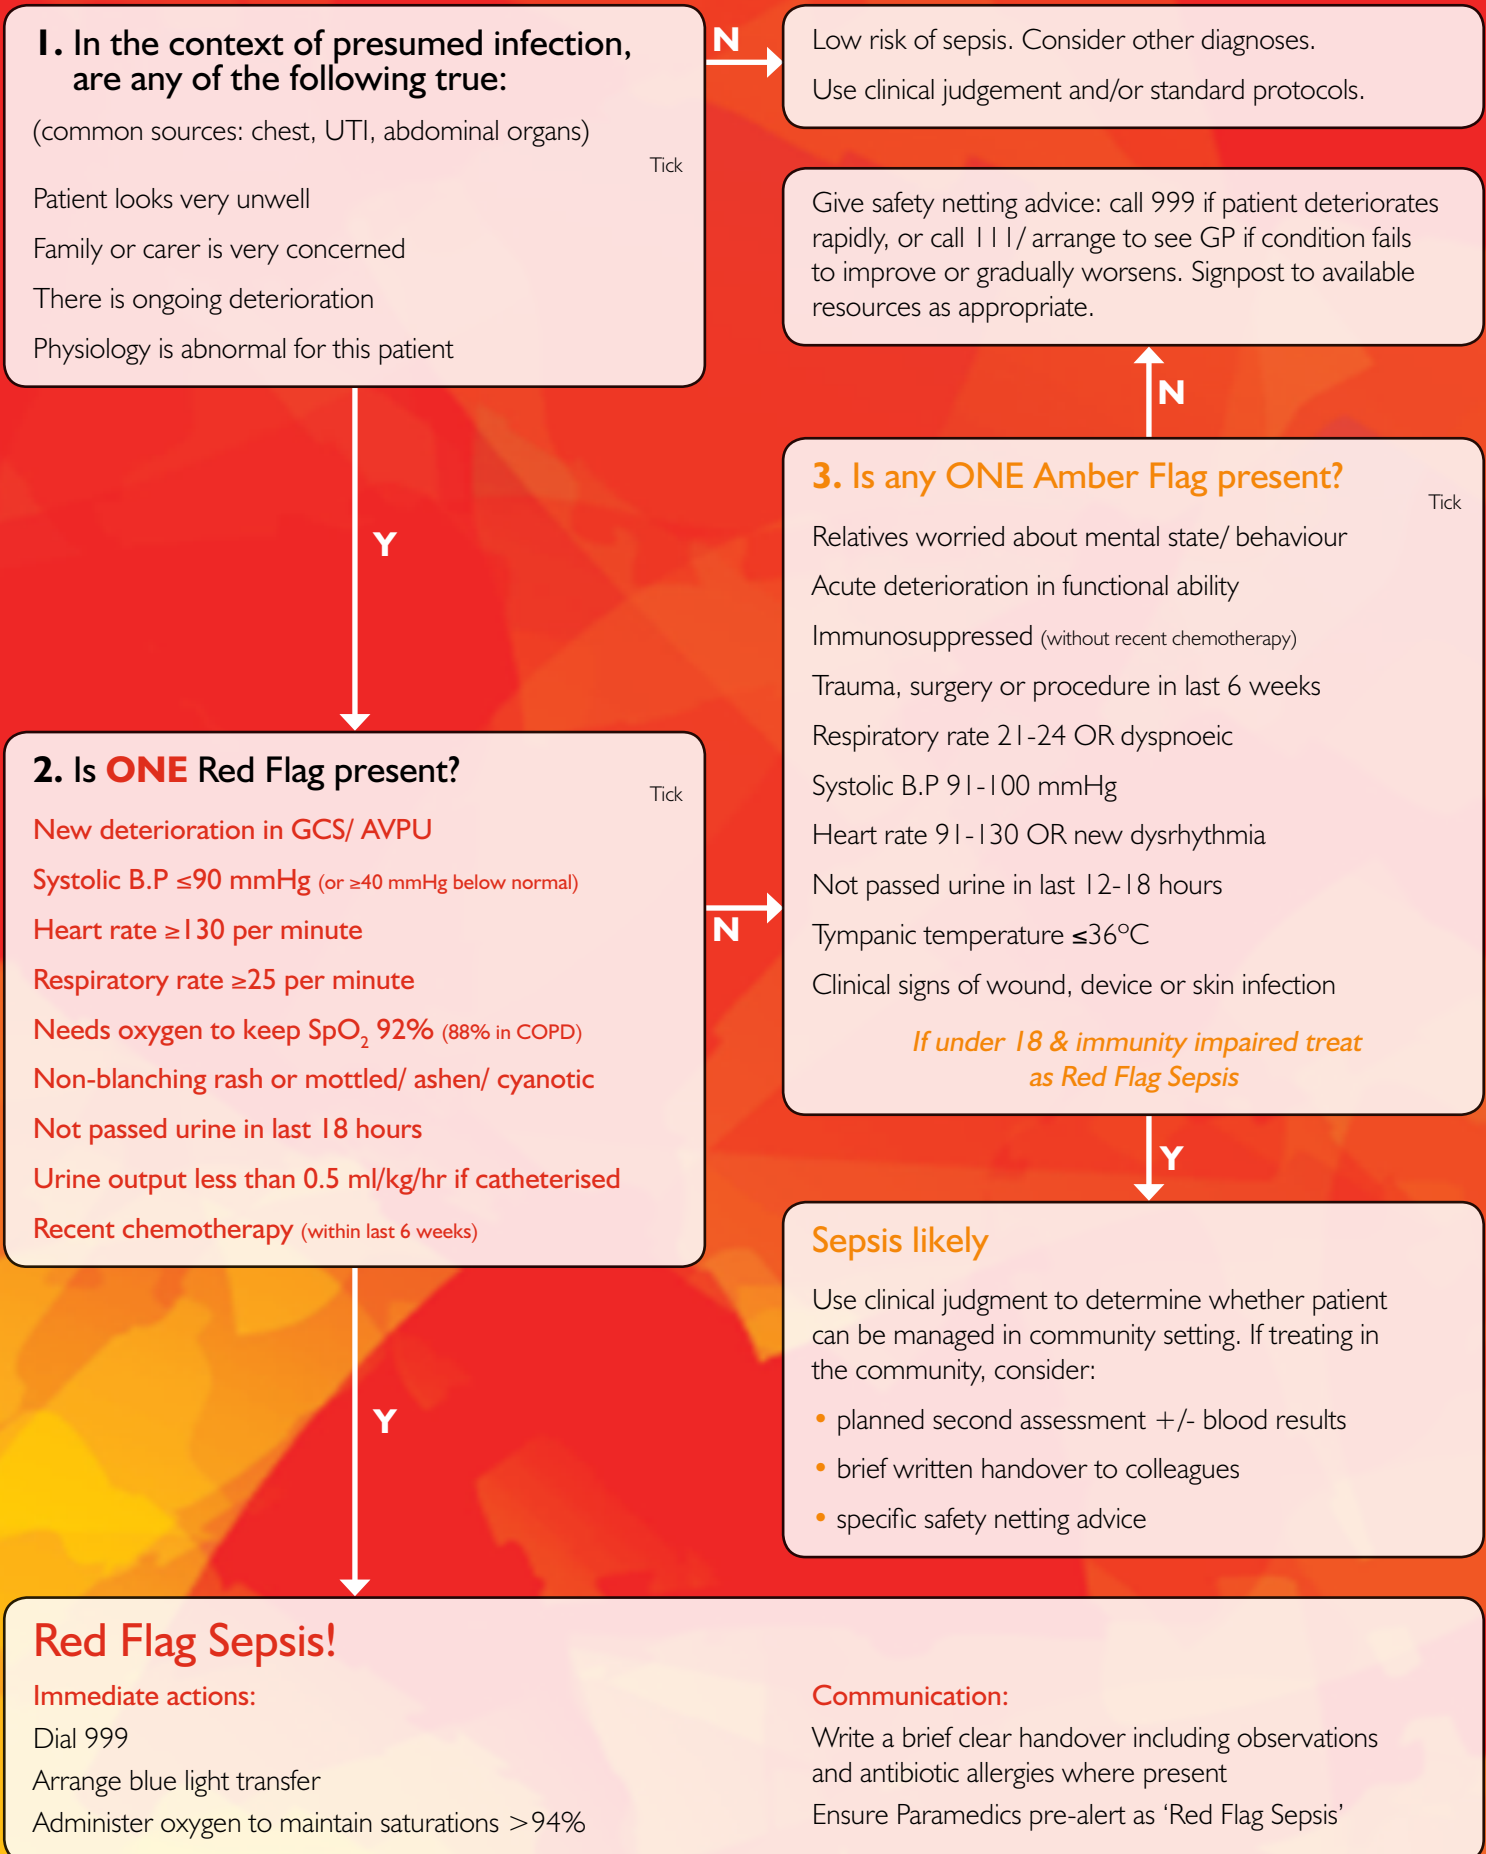 1. In the context of presumed infection,
are any of the following true:
(common sources: chest, UTI, abdominal organs)
Tick
Patient looks very unwell
Family or carer is very concerned
There is ongoing deterioration
Physiology is abnormal for this patient
N
Low risk of sepsis. Consider other diagnoses.
Use clinical judgement and/or standard protocols.
Give safety netting advice: call 999 if patient deteriorates
rapidly, or call 111/ arrange to see GP if condition fails
to improve or gradually worsens. Signpost to available
resources as appropriate.
N
Y
2. Is ONE Red Flag present?
Tick
New deterioration in GCS/ AVPU
Systolic B.P ≤90 mmHg (or ≥40 mmHg below normal)
Heart rate ≥130 per minute
Respiratory rate ≥25 per minute
Needs oxygen to keep SpO₂ 92% (88% in COPD)
Non-blanching rash or mottled/ ashen/ cyanotic
Not passed urine in last 18 hours
Urine output less than 0.5 ml/kg/hr if catheterised
Recent chemotherapy (within last 6 weeks)
N
3. Is any ONE Amber Flag present?
Tick
Relatives worried about mental state/ behaviour
Acute deterioration in functional ability
Immunosuppressed (without recent chemotherapy)
Trauma, surgery or procedure in last 6 weeks
Respiratory rate 21-24 OR dyspnoeic
Systolic B.P 91-100 mmHg
Heart rate 91-130 OR new dysrhythmia
Not passed urine in last 12-18 hours
Tympanic temperature ≤36ºC
Clinical signs of wound, device or skin infection
If under 18 & immunity impaired treat
as Red Flag Sepsis
Y
Sepsis likely
Use clinical judgment to determine whether patient
can be managed in community setting. If treating in
the community, consider:
• planned second assessment +/- blood results
• brief written handover to colleagues
• specific safety netting advice
Y
Red Flag Sepsis!
Immediate actions:
Dial 999
Arrange blue light transfer
Administer oxygen to maintain saturations >94%
Communication:
Write a brief clear handover including observations
and antibiotic allergies where present
Ensure Paramedics pre-alert as ‘Red Flag Sepsis’